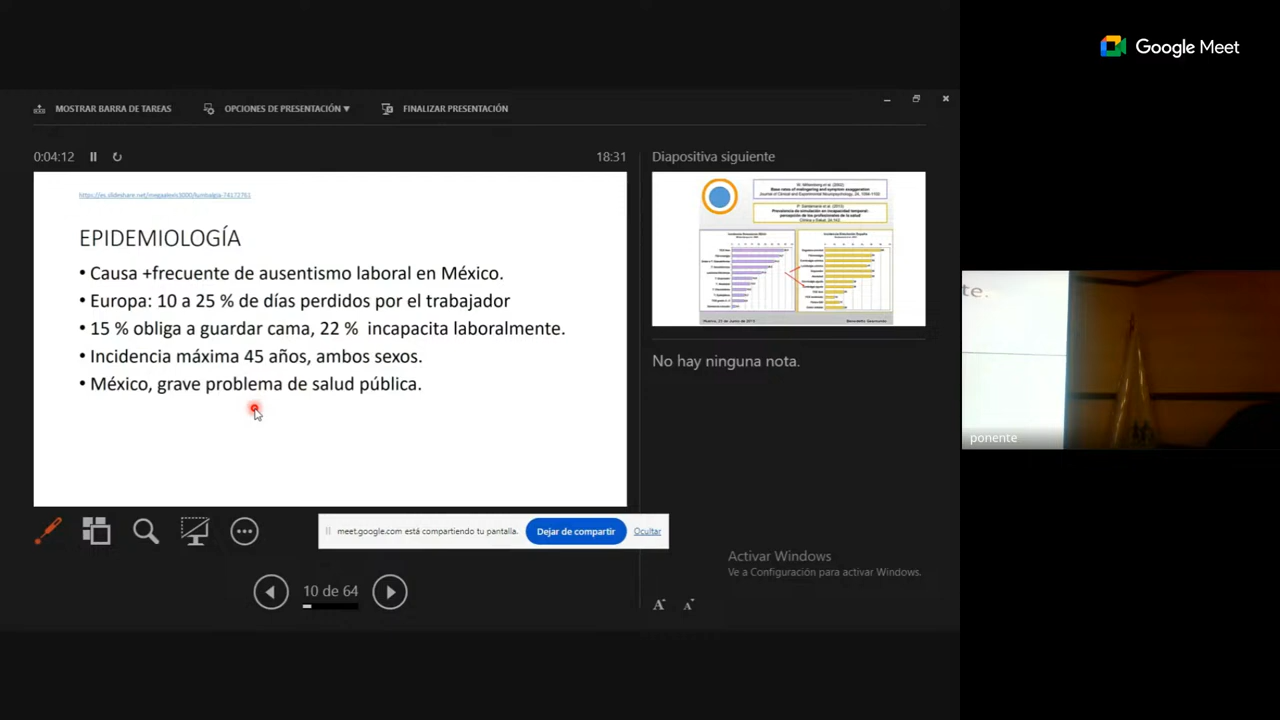 Google Meet
MOSTRAR BARRA DE TAREAS
OPCIONES DE PRESENTACIÓN ▾
FINALIZAR PRESENTACIÓN
0:04:12
18:31
Diapositiva siguiente
EPIDEMIOLOGÍA
• Causa +frecuente de ausentismo laboral en México.
• Europa: 10 a 25 % de días perdidos por el trabajador
• 15 % obliga a guardar cama, 22 % incapacita laboralmente.
• Incidencia máxima 45 años, ambos sexos.
• México, grave problema de salud pública.
No hay ninguna nota.
te.
ponente
meet.google.com está compartiendo tu pantalla.
Dejar de compartir
Ocultar
Activar Windows
Ve a Configuración para activar Windows.
10 de 64
A
A